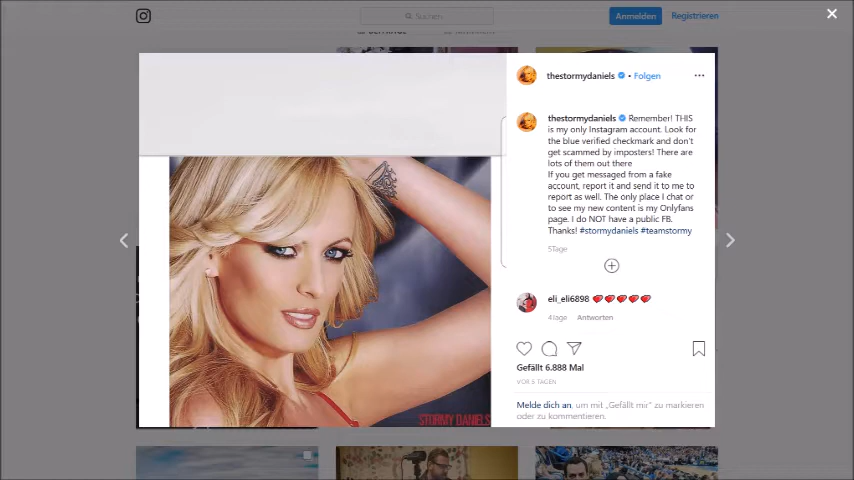 Suchen
Anmelden
Registrieren
thestormydaniels • Folgen
thestormydaniels Remember! THIS
is my only Instagram account. Look for
the blue verified checkmark and don't
get scammed by imposters! There are
lots of them out there
If you get messaged from a fake
account, report it and send it to me to
report as well. The only place I chat or
to see my new content is my Onlyfans
page. I do NOT have a public FB.
Thanks! #stormydaniels #teamstormy
5Tage
eli_eli6898
4Tage Antworten
Gefällt 6.888 Mal
VOR 5 TAGEN
Melde dich an, um mit „Gefällt mir" zu markieren
oder zu kommentieren.
STORMY DANIELS